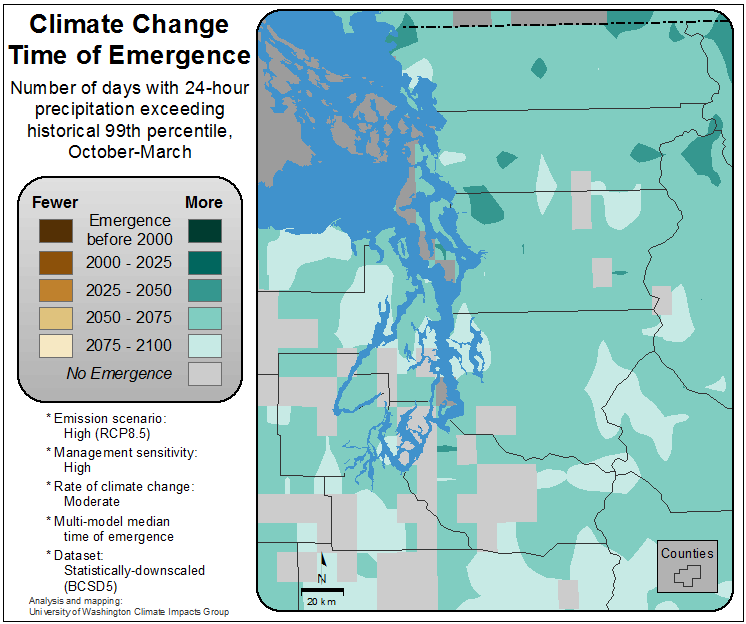 Climate Change
Time of Emergence
Number of days with 24-hour
precipitation exceeding
historical 99th percentile,
October-March
Fewer More
Emergence
before 2000
2000 - 2025
2025 - 2050
2050 - 2075
2075 - 2100
No Emergence
* Emission scenario:
High (RCP8.5)
* Management sensitivity:
High
* Rate of climate change:
Moderate
* Multi-model median
time of emergence
* Dataset:
Statistically-downscaled
(BCSD5)
Analysis and mapping:
University of Washington Climate Impacts Group
N
20 km
Counties